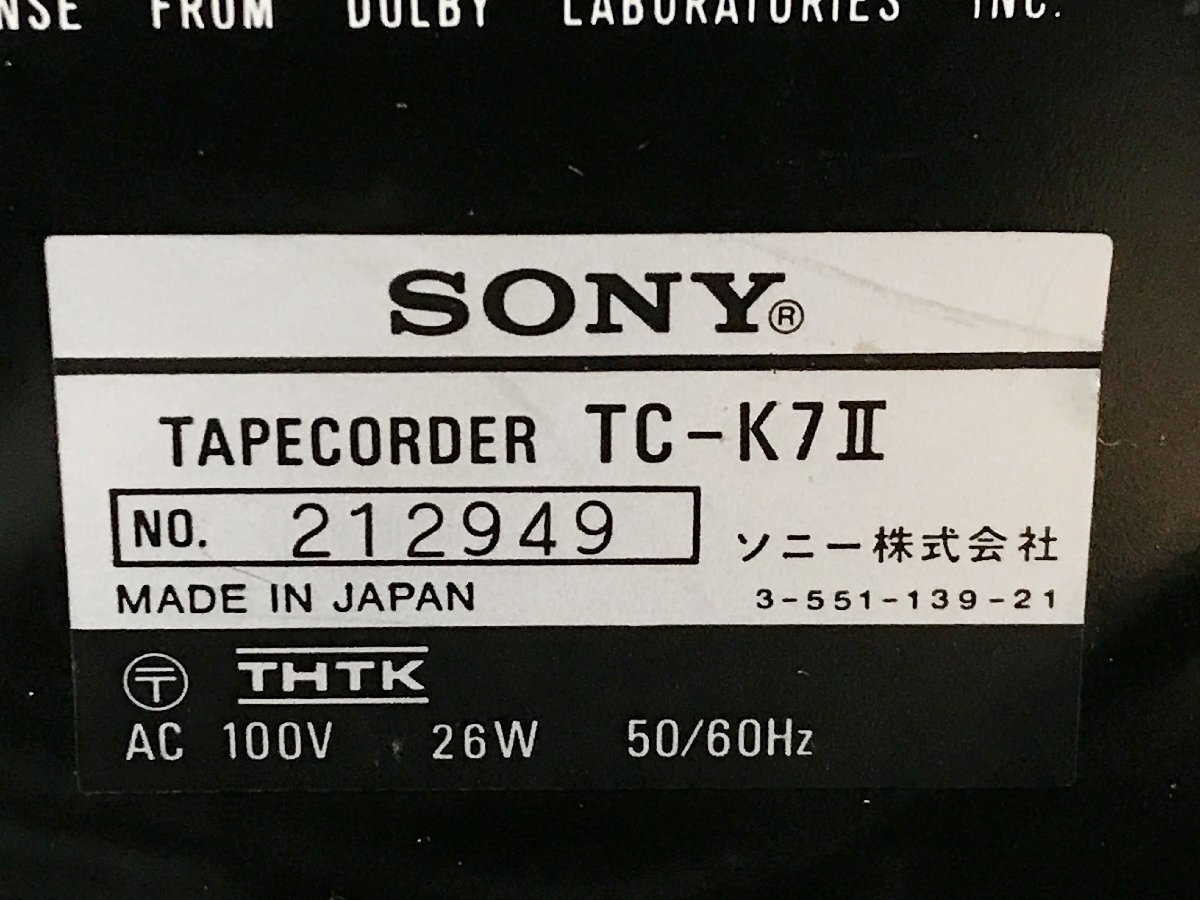 NSE FROM DOLBY LABORATORIES INC.
SONY®
TAPECORDER TC-K7II
NO. 212949
ソニー株式会社
MADE IN JAPAN
3-551-139-21
〒 THTK
AC 100V 26W 50/60Hz